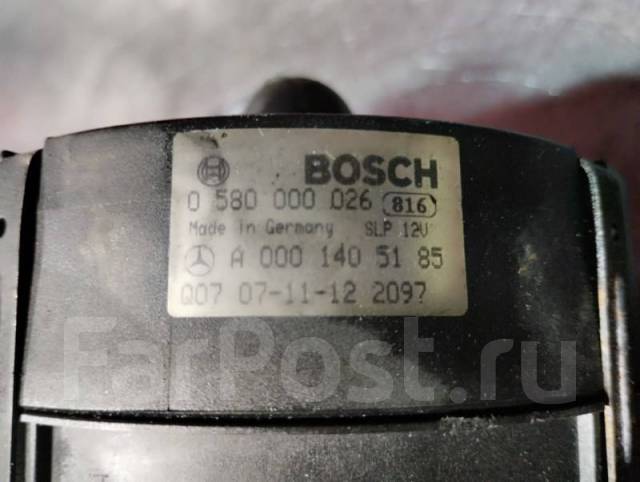 BOSCH
0 580 000 026 816
Made in Germany SLP 12V
A 000 140 51 85
Q07 07-11-12 2097
FarPost.ru